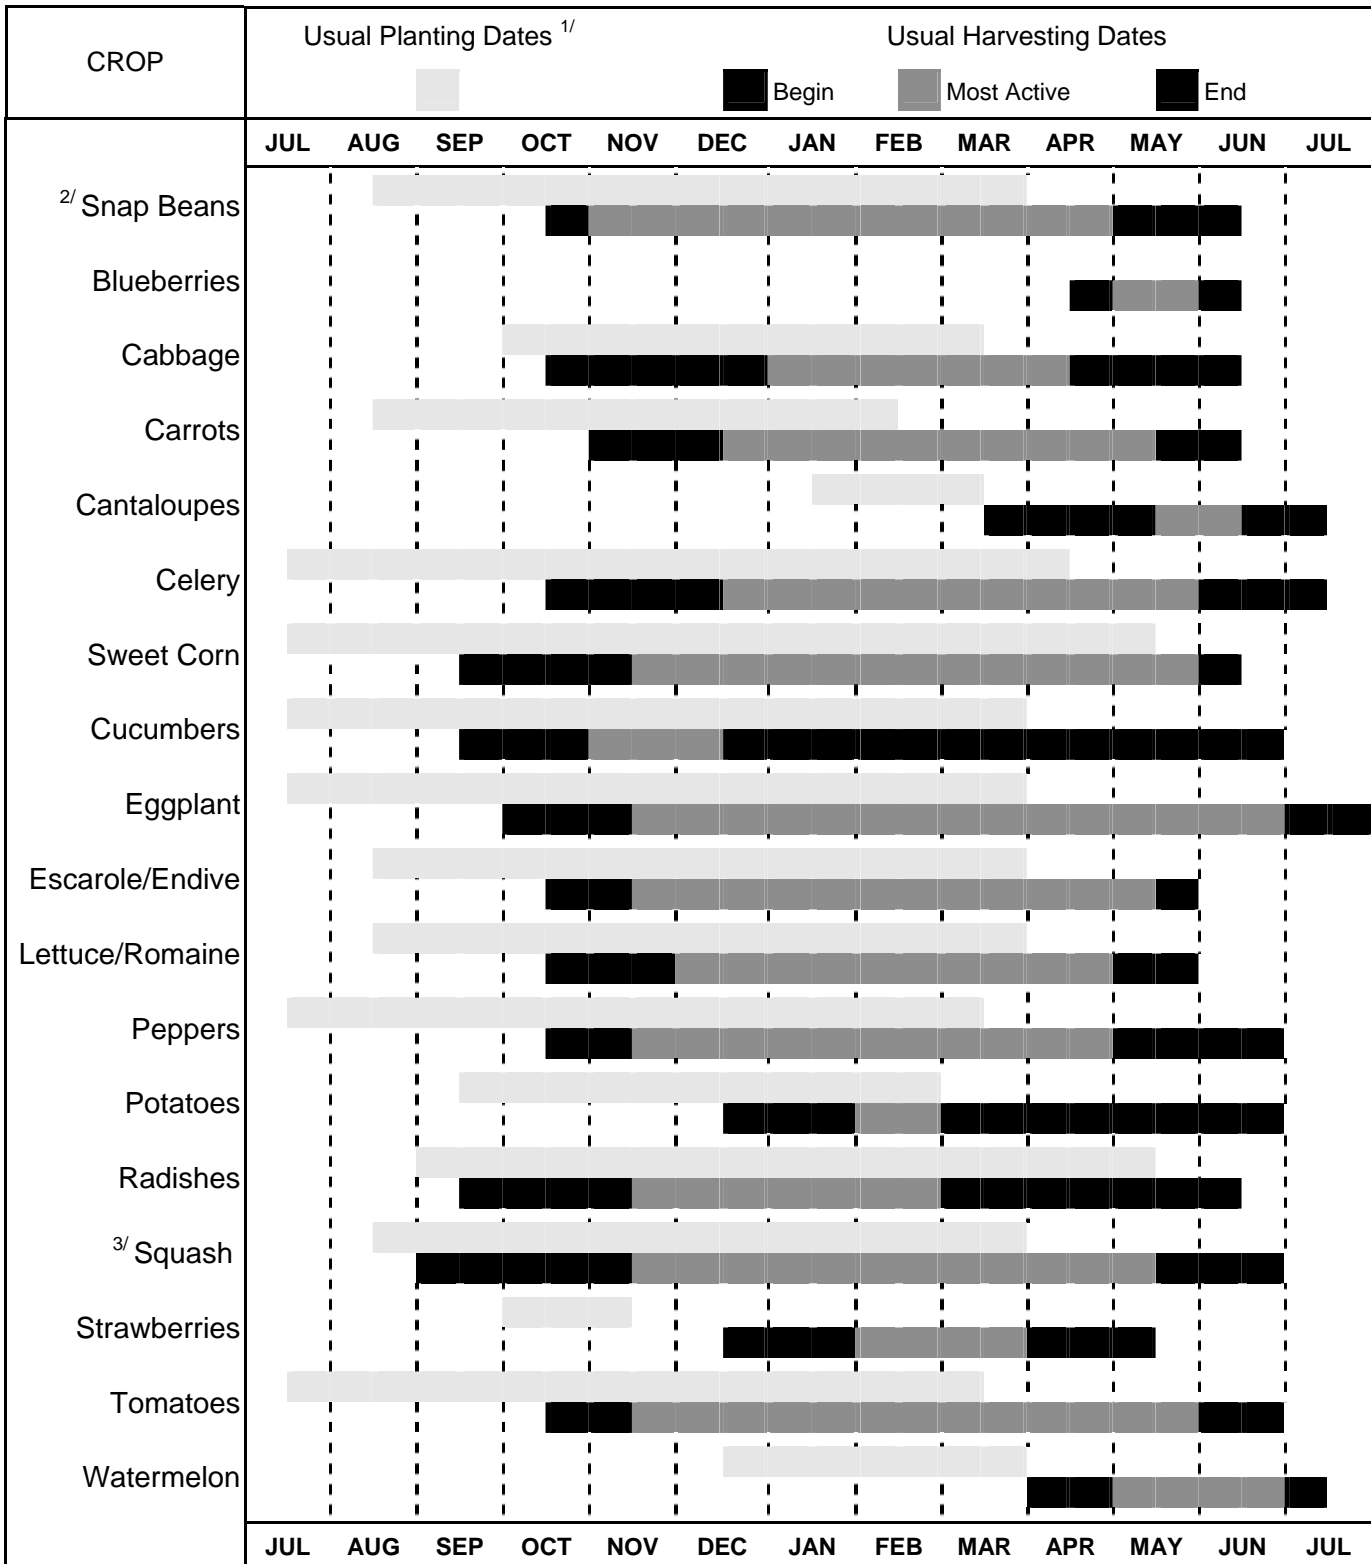 CROP
Usual Planting Dates 1/
Usual Harvesting Dates
Begin
Most Active
End
JUL AUG SEP OCT NOV DEC JAN FEB MAR APR MAY JUN JUL
2/ Snap Beans
Blueberries
Cabbage
Carrots
Cantaloupes
Celery
Sweet Corn
Cucumbers
Eggplant
Escarole/Endive
Lettuce/Romaine
Peppers
Potatoes
Radishes
3/ Squash
Strawberries
Tomatoes
Watermelon
JUL AUG SEP OCT NOV DEC JAN FEB MAR APR MAY JUN JUL